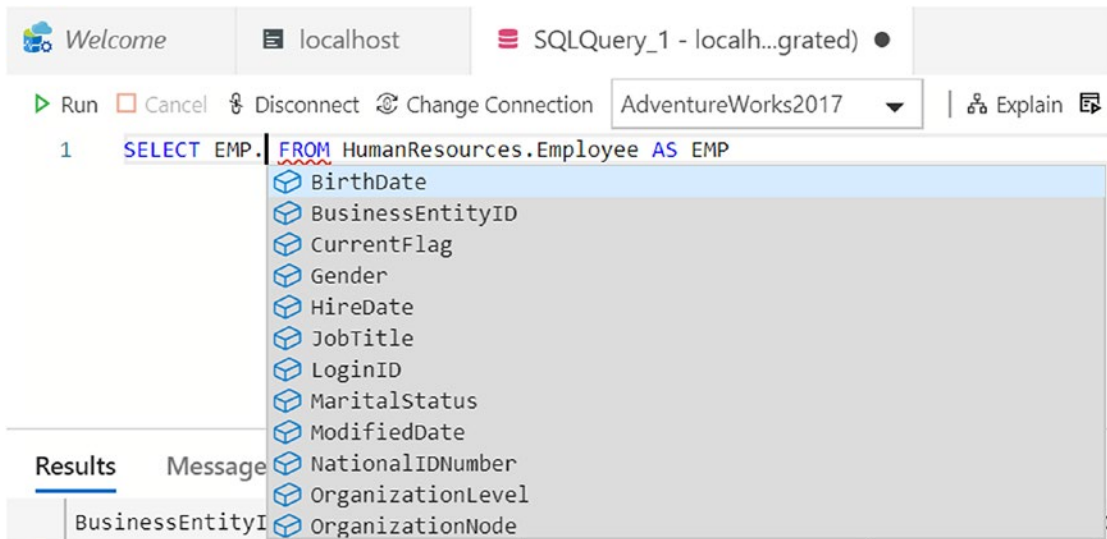 Welcome localhost SQLQuery_1 - localh...grated)
Run Cancel Disconnect Change Connection AdventureWorks2017 Explain
1 SELECT EMP. FROM HumanResources.Employee AS EMP
BirthDate
BusinessEntityID
CurrentFlag
Gender
HireDate
JobTitle
LoginID
MaritalStatus
ModifiedDate
Results Message NationalIDNumber
OrganizationLevel
BusinessEntityI OrganizationNode